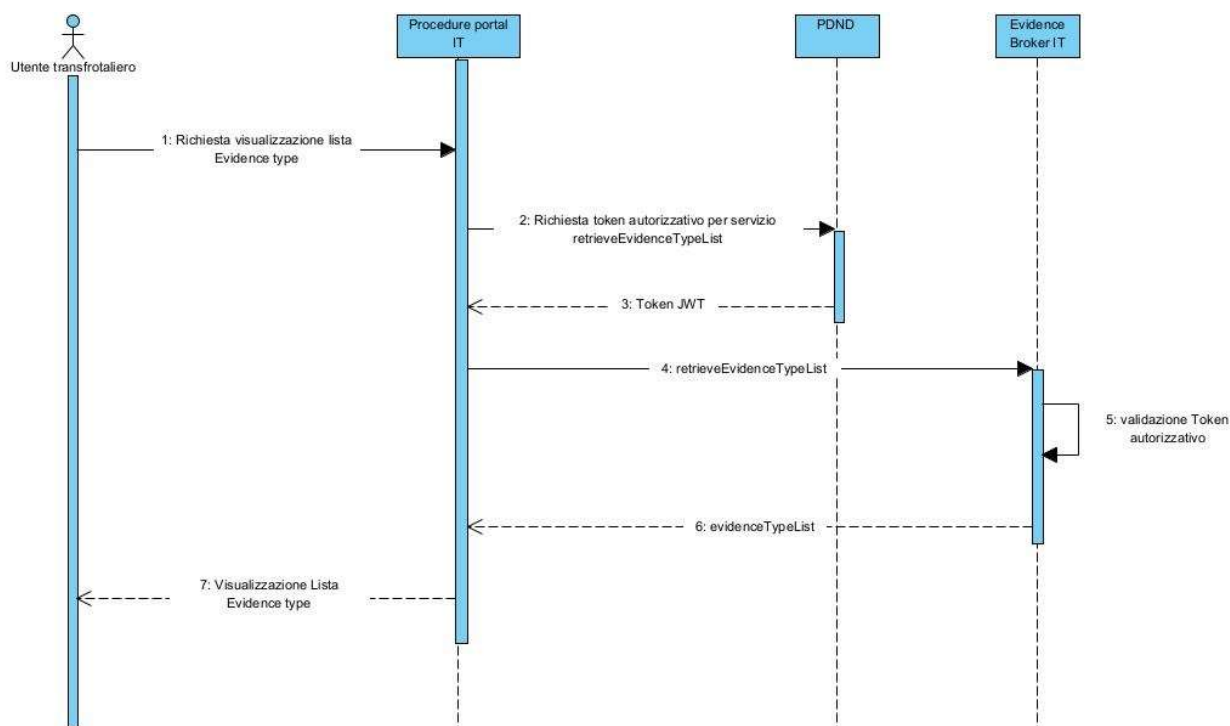 Procedure portal
IT
PDND
Evidence
Broker IT
Utente transfrotaliero
1: Richiesta visualizzazione lista
Evidence type
2: Richiesta token autorizzativo per servizio
retrieveEvidenceTypeList
3: Token JWT
4: retrieveEvidenceTypeList
5: validazione Token
autorizzativo
6: evidenceTypeList
7: Visualizzazione Lista
Evidence type